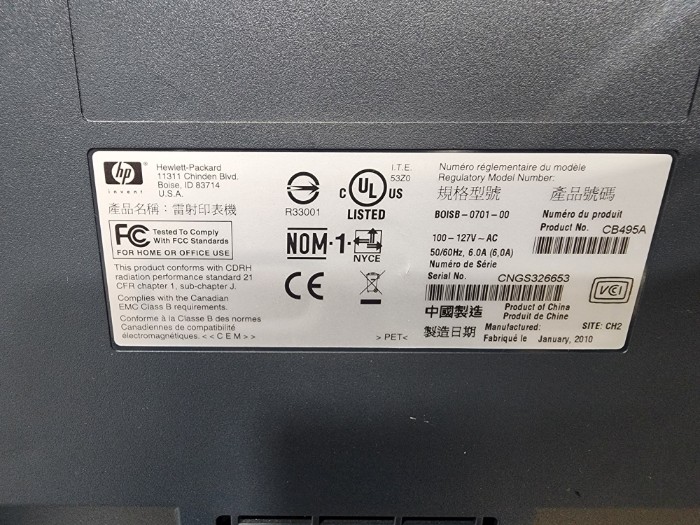 hp
invent
Hewlett-Packard
11311 Chinden Blvd.
Boise, ID 83714
U.S.A.
產品名稱：雷射印表機
FC Tested To Comply
With FCC Standards
FOR HOME OR OFFICE USE
This product conforms with CDRH
radiation performance standard 21
CFR chapter 1, sub-chapter J.
Complies with the Canadian
EMC Class B requirements.
Conforme à la Classe B des normes
Canadiennes de compatibilité
électromagnétiques. <<CEM>>
R33001
C UL US
LISTED
I.T.E.
53Z0
NOM-1-
NYCE
CE
>PET<
Numéro réglementaire du modèle
Regulatory Model Number:
規格型號
BOISB-0701-00
100-127V~AC
50/60Hz, 6.0A (6,0A)
產品號碼
Numéro du produit
Product No. CB495A
Numéro de Série
Serial No. CNGS326653
VCI
中國製造 Product of China
Produit de Chine
製造日期 Manufactured:
Fabriqué le January, 2010
SITE: CH2